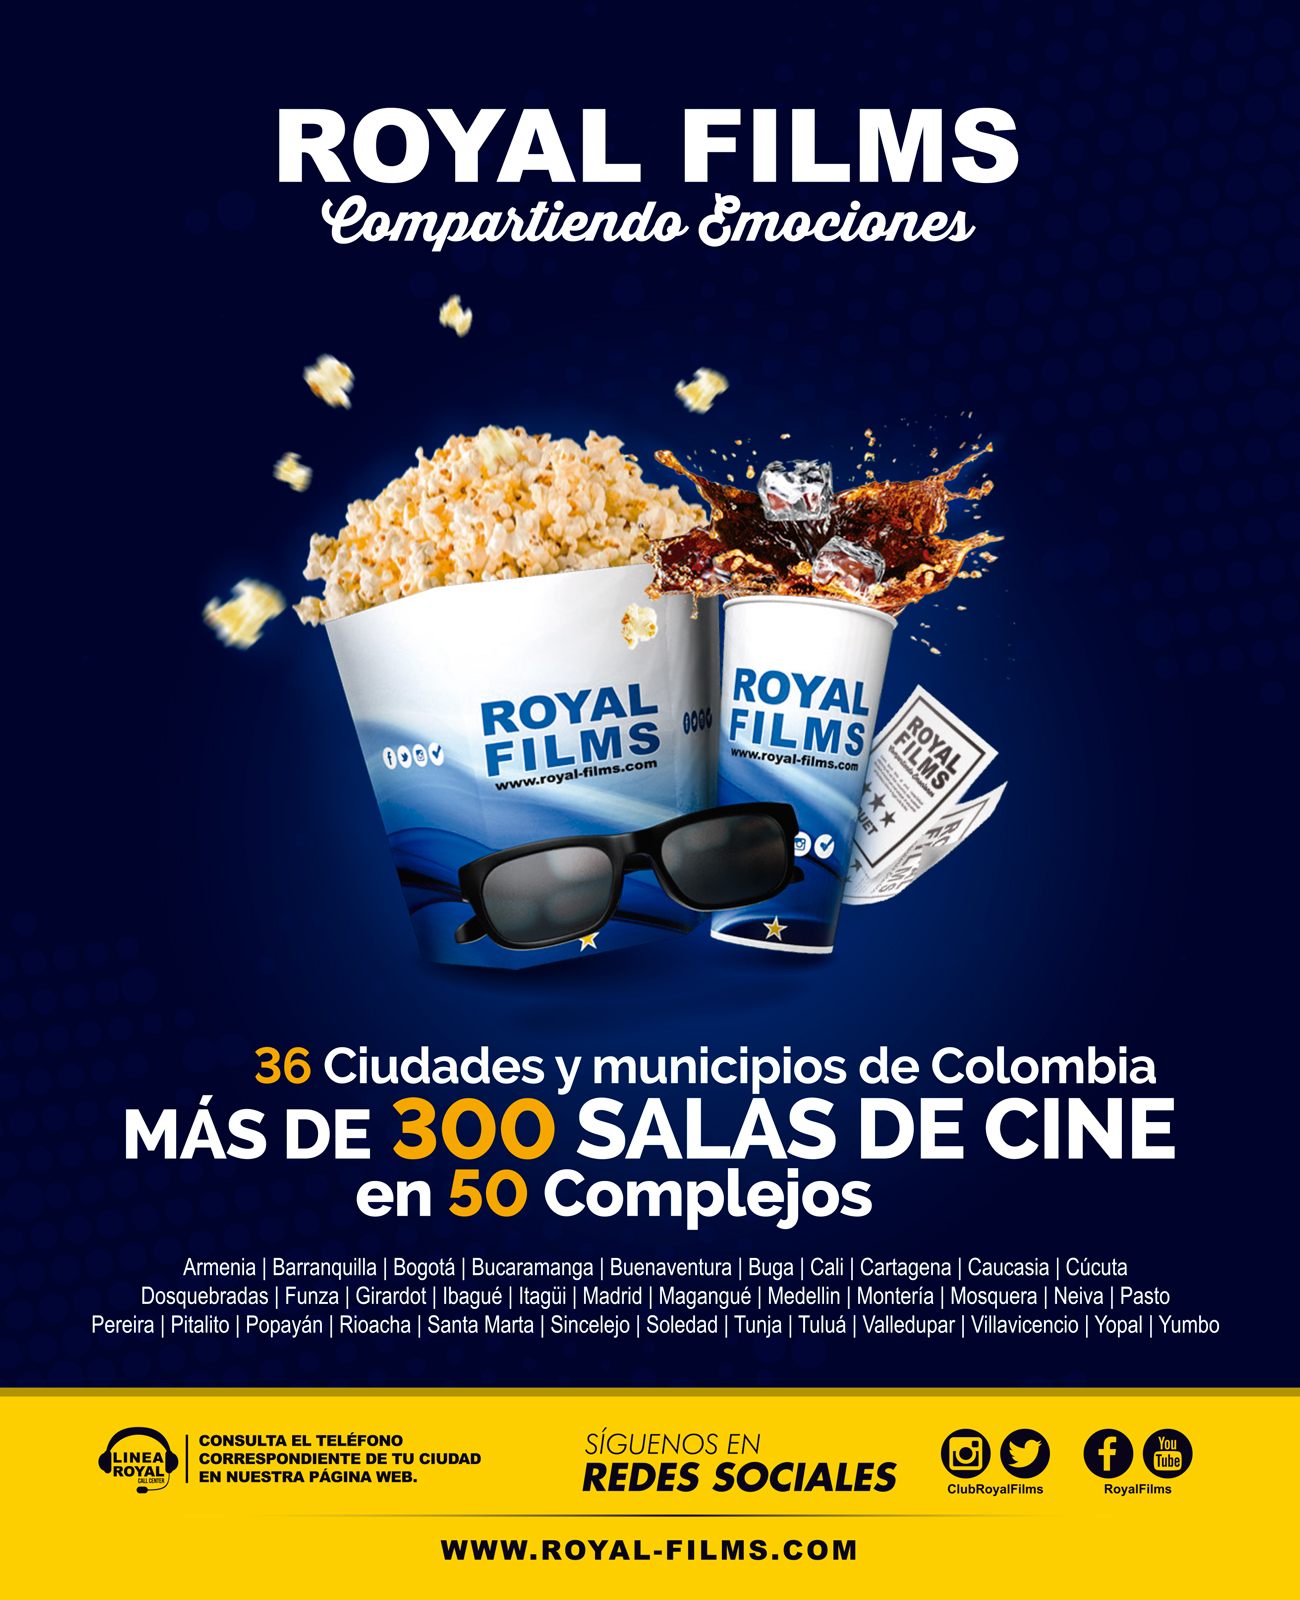 ROYAL FILMS
Compartiendo Emociones
ROYAL
FILMS
www.royal-films.com
ROYAL
FILMS
www.royal-films.com
ROYAL
FILMS
36 Ciudades y municipios de Colombia
MÁS DE 300 SALAS DE CINE
en 50 Complejos
Armenia | Barranquilla | Bogotá | Bucaramanga | Buenaventura | Buga | Cali | Cartagena | Caucasia | Cúcuta
Dosquebradas | Funza | Girardot | Ibagué | Itagüi | Madrid | Magangué | Medellin | Montería | Mosquera | Neiva | Pasto
Pereira | Pitalito | Popayán | Rioacha | Santa Marta | Sincelejo | Soledad | Tunja | Tuluá | Valledupar | Villavicencio | Yopal | Yumbo
LINEA
ROYAL
CALL CENTER
CONSULTA EL TELÉFONO
CORRESPONDIENTE DE TU CIUDAD
EN NUESTRA PÁGINA WEB.
SÍGUENOS EN
REDES SOCIALES
You
Tube
ClubRoyalFilms
RoyalFilms
WWW.ROYAL-FILMS.COM